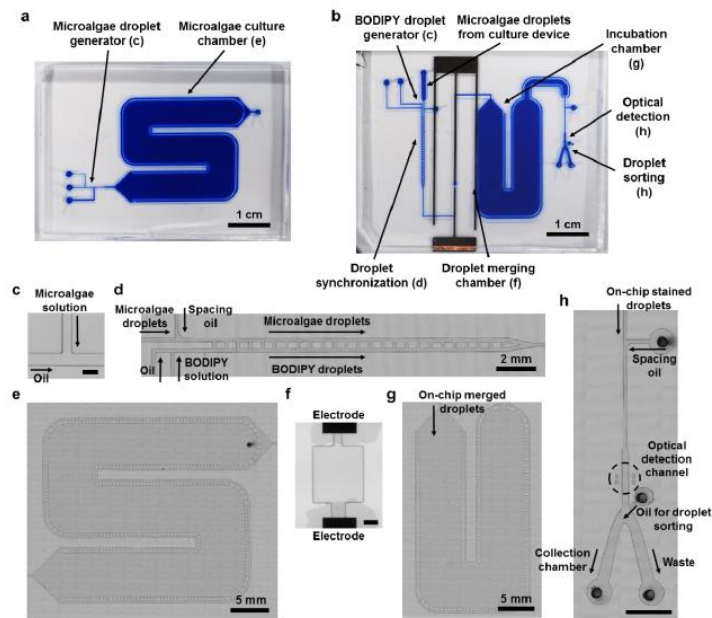 a
Microalgae droplet
generator (c)
Microalgae culture
chamber (e)
1 cm
b
BODIPY droplet
generator (c)
Microalgae droplets
from culture device
Incubation
chamber
(g)
Optical
detection
(h)
Droplet
sorting
(h)
1 cm
Droplet
synchronization (d)
Droplet merging
chamber (f)
c
Microalgae
solution
Oil
d
Microalgae
droplets
Spacing
oil
Microalgae droplets
Oil
BODIPY
solution
BODIPY droplets
2 mm
e
5 mm
f
Electrode
Electrode
g
On-chip merged
droplets
5 mm
h
On-chip stained
droplets
Spacing
oil
Optical
detection
channel
Oil for droplet
sorting
Collection
chamber
Waste